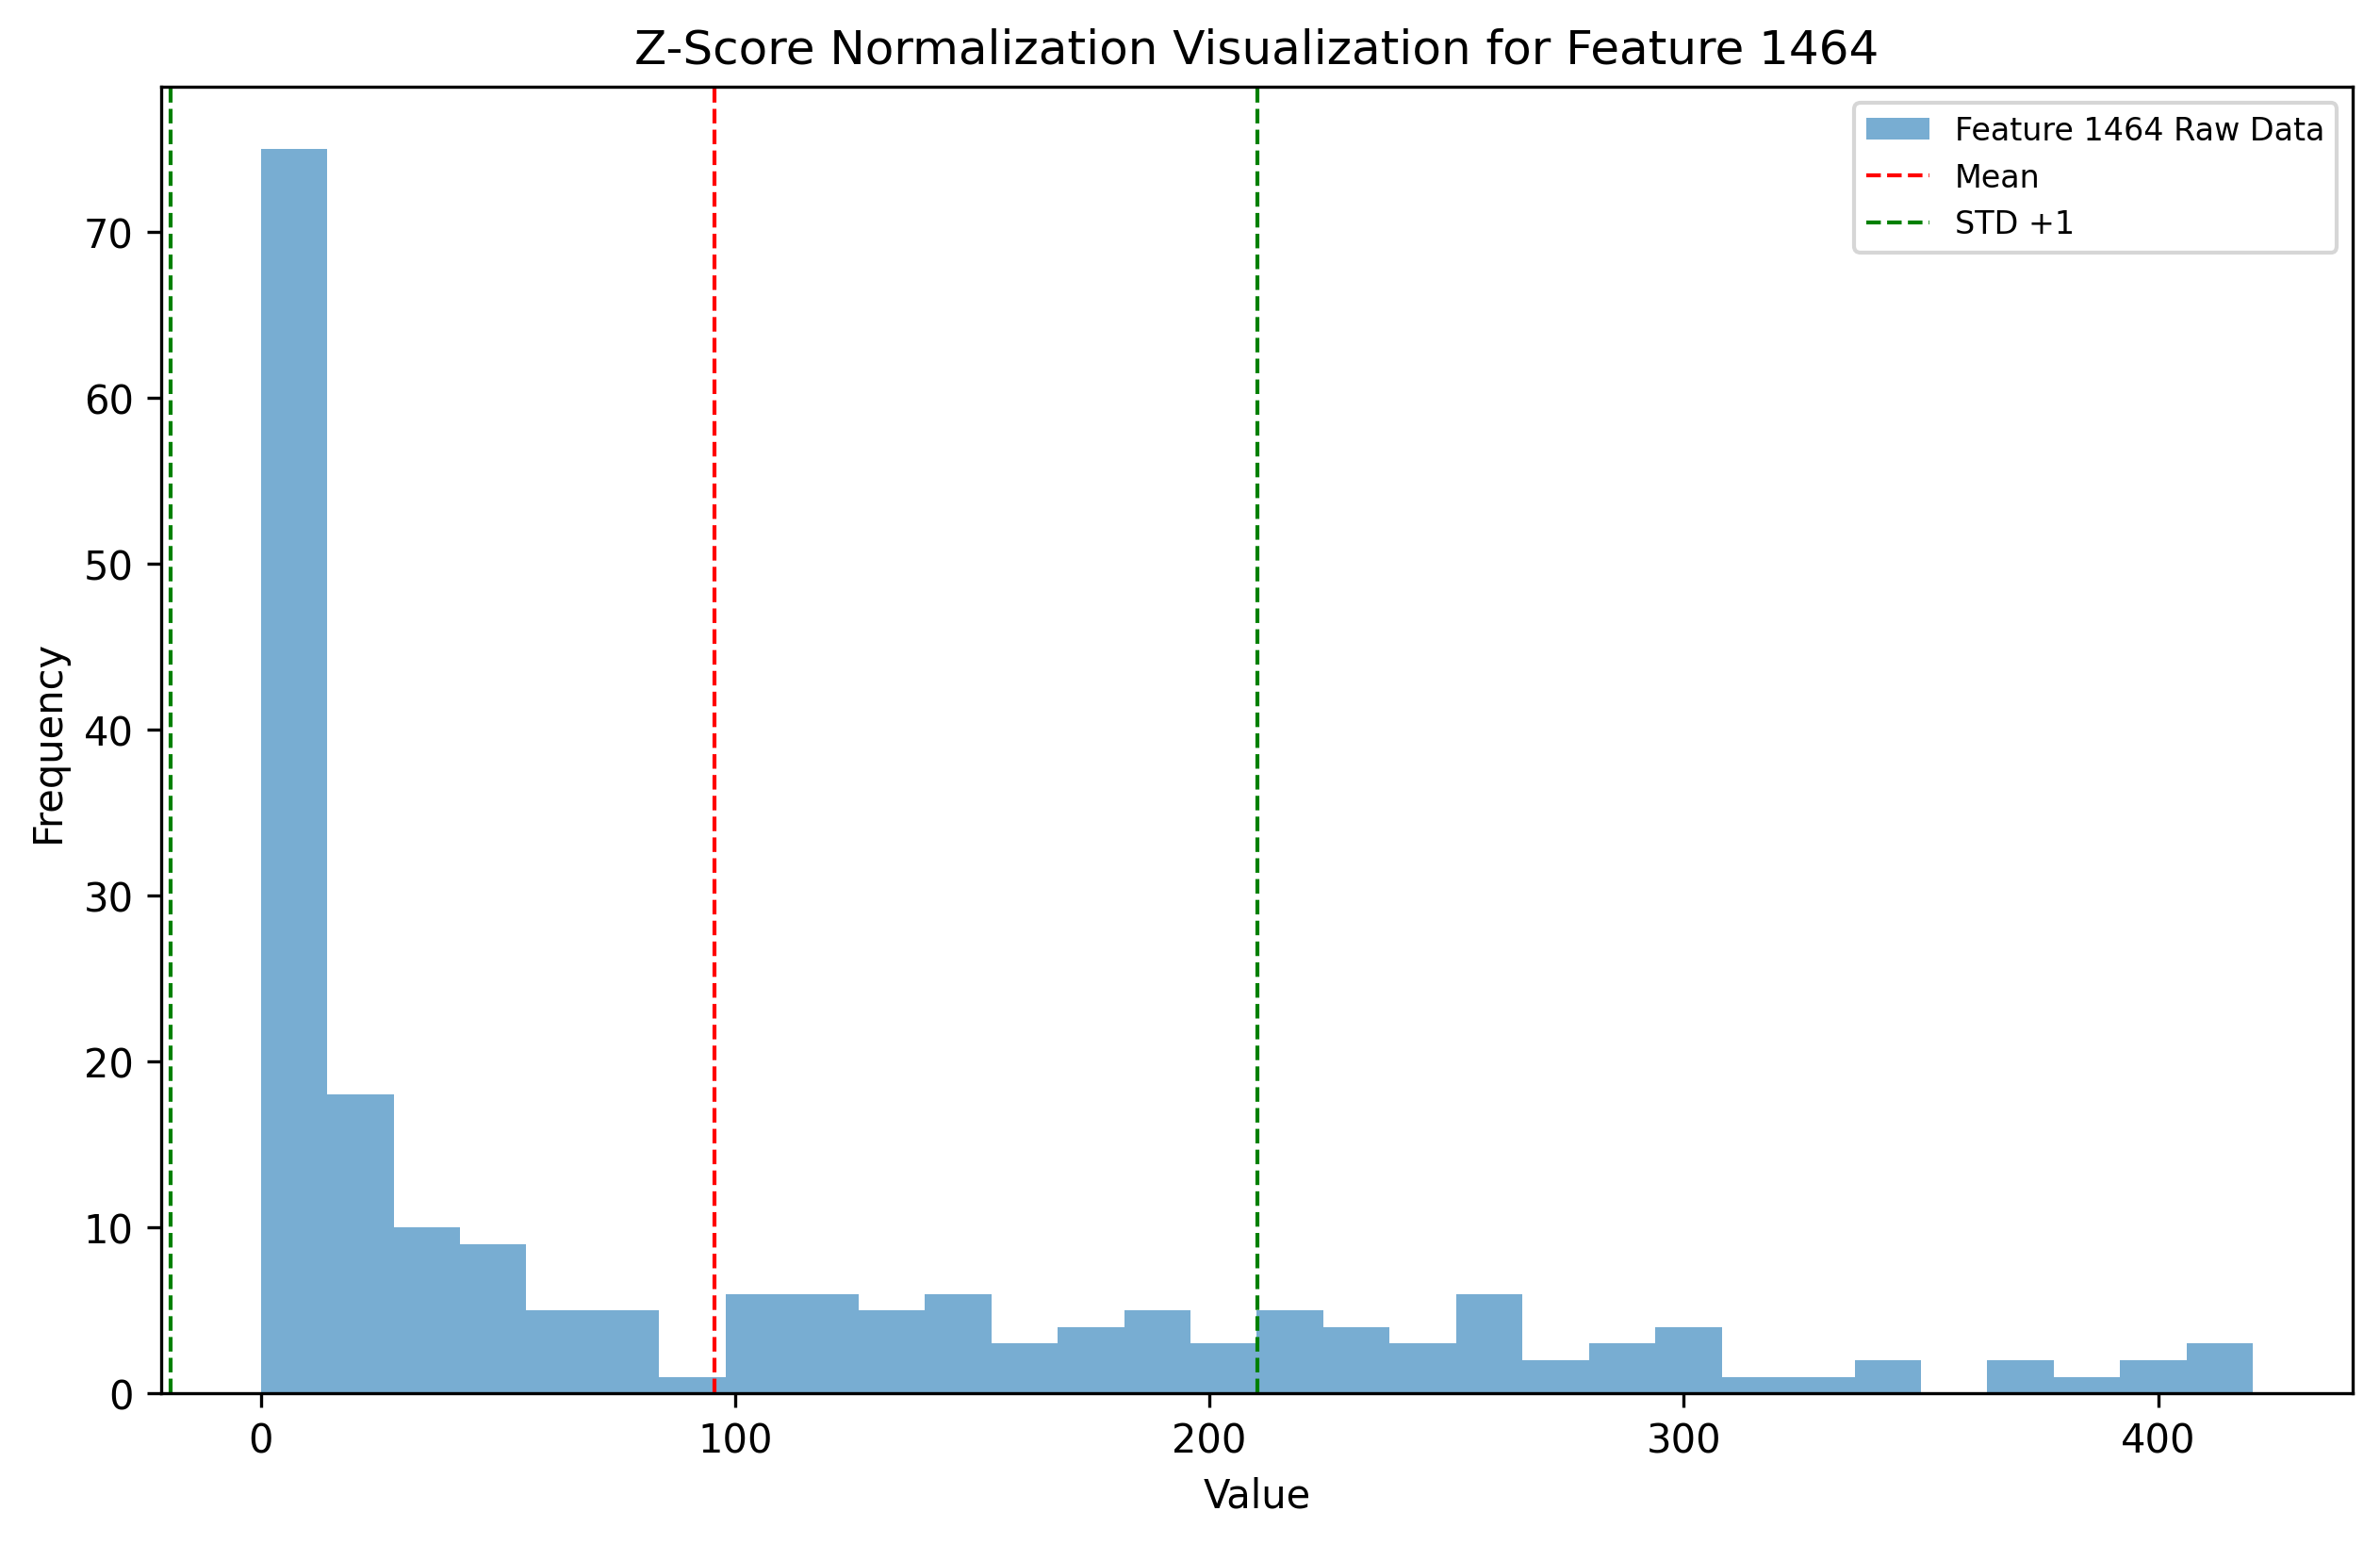 Z-Score Normalization Visualization for Feature 1464
Feature 1464 Raw Data
Mean
STD +1
70
60
50
40
30
20
10
0
Frequency
0 100 200 300 400
Value